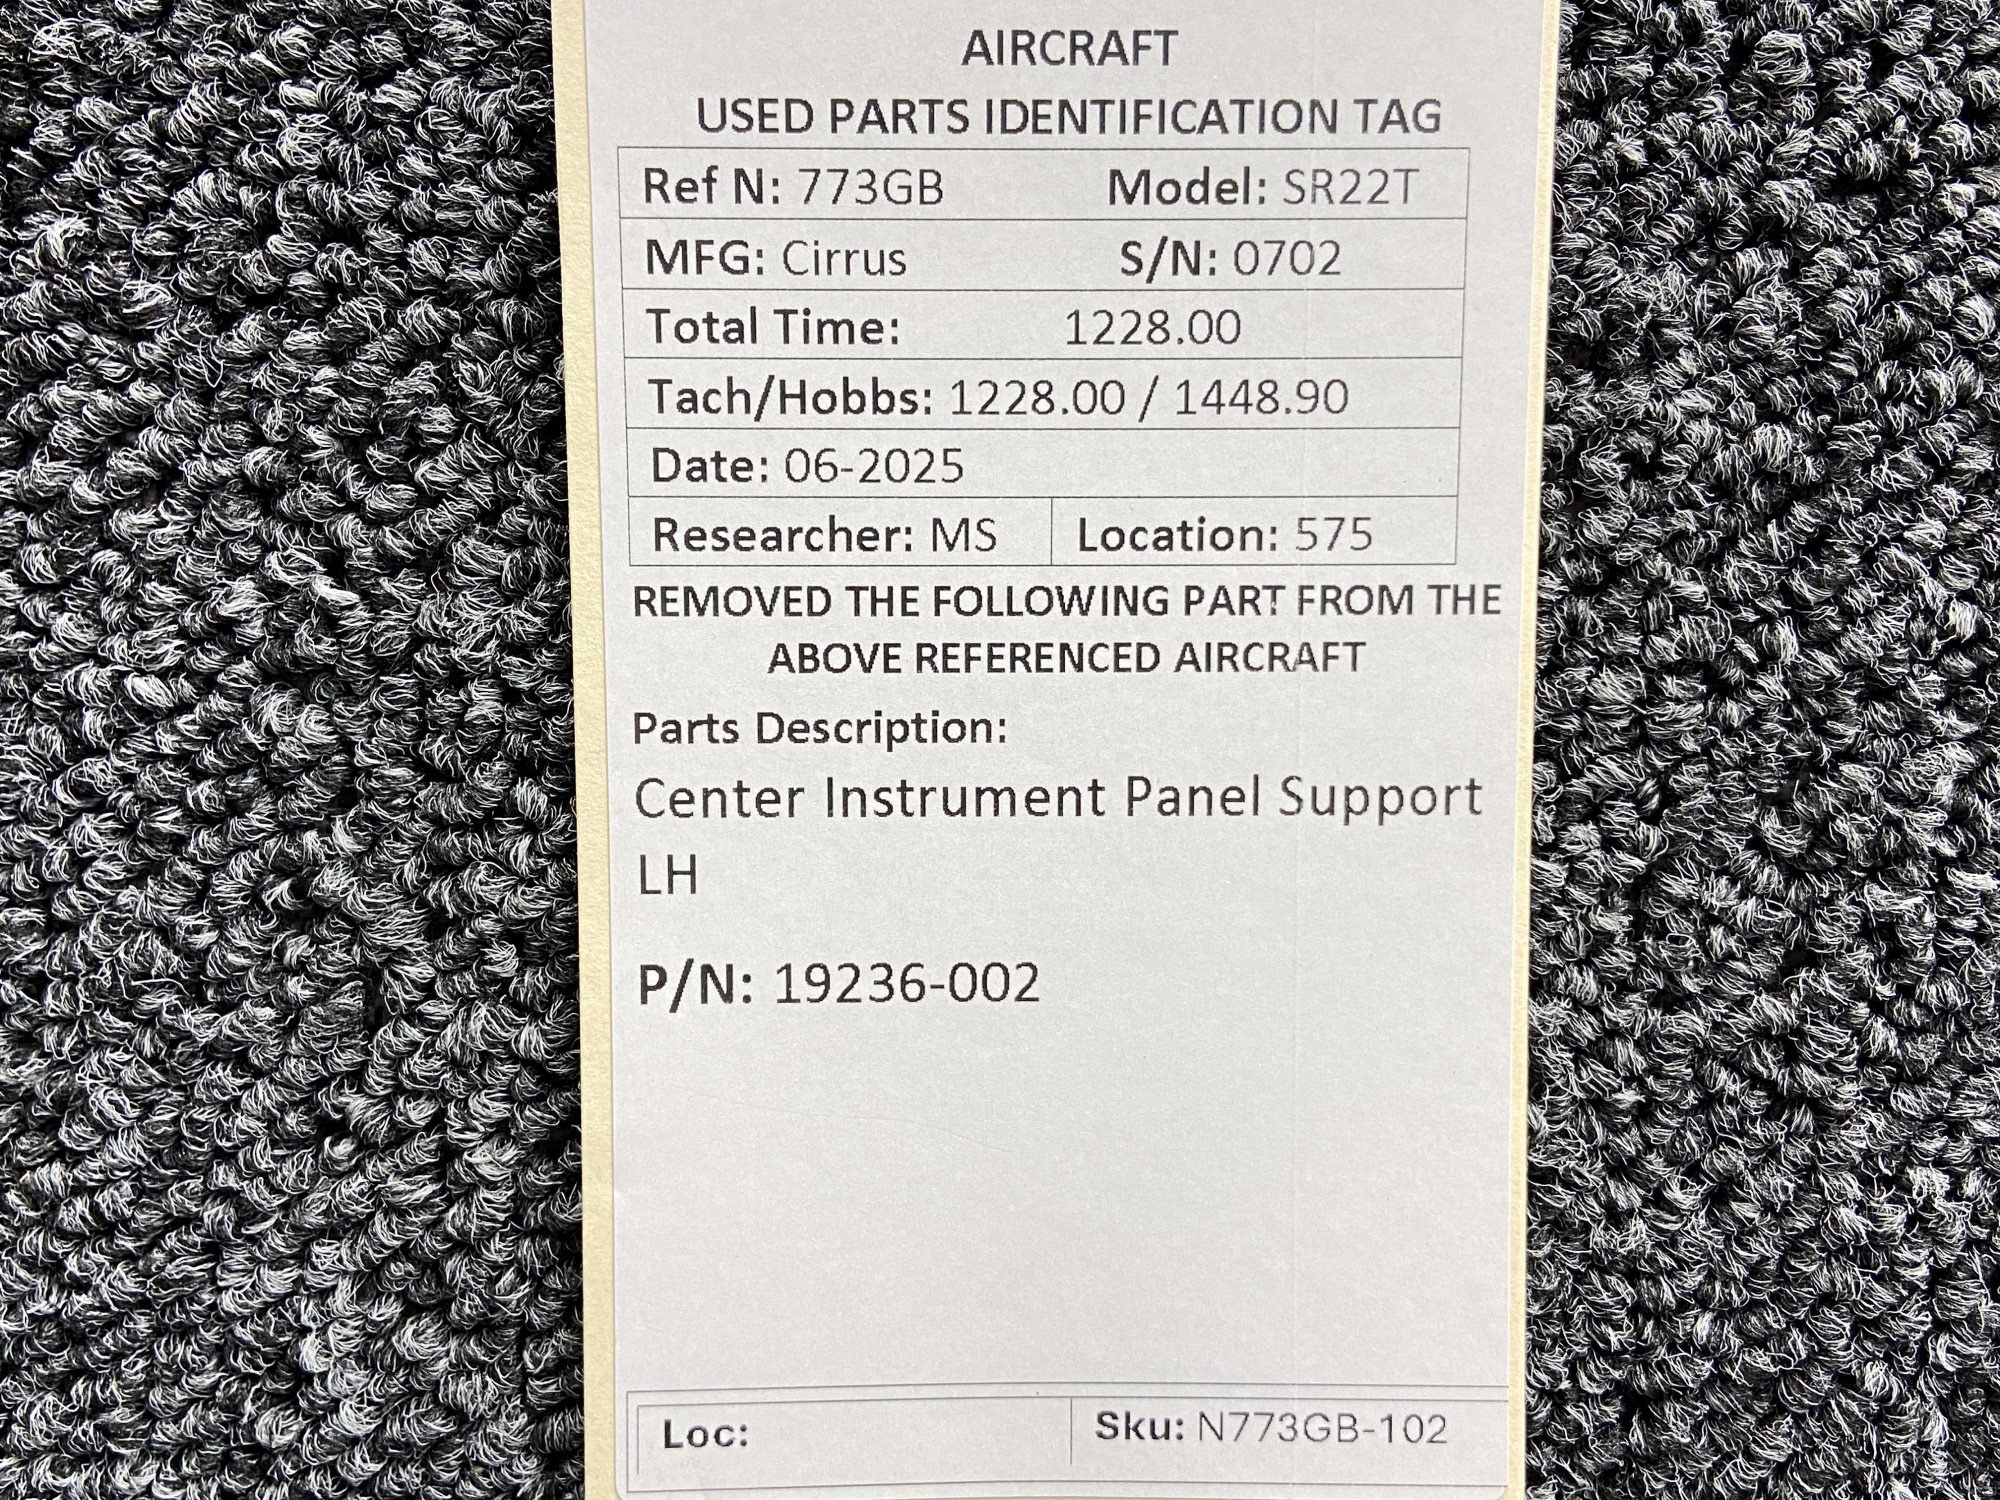 AIRCRAFT
USED PARTS IDENTIFICATION TAG
Ref N: 773GB Model: SR22T
MFG: Cirrus S/N: 0702
Total Time: 1228.00
Tach/Hobbs: 1228.00 / 1448.90
Date: 06-2025
Researcher: MS Location: 575
REMOVED THE FOLLOWING PART FROM THE
ABOVE REFERENCED AIRCRAFT
Parts Description:
Center Instrument Panel Support
LH
P/N: 19236-002
Loc: Sku: N773GB-102